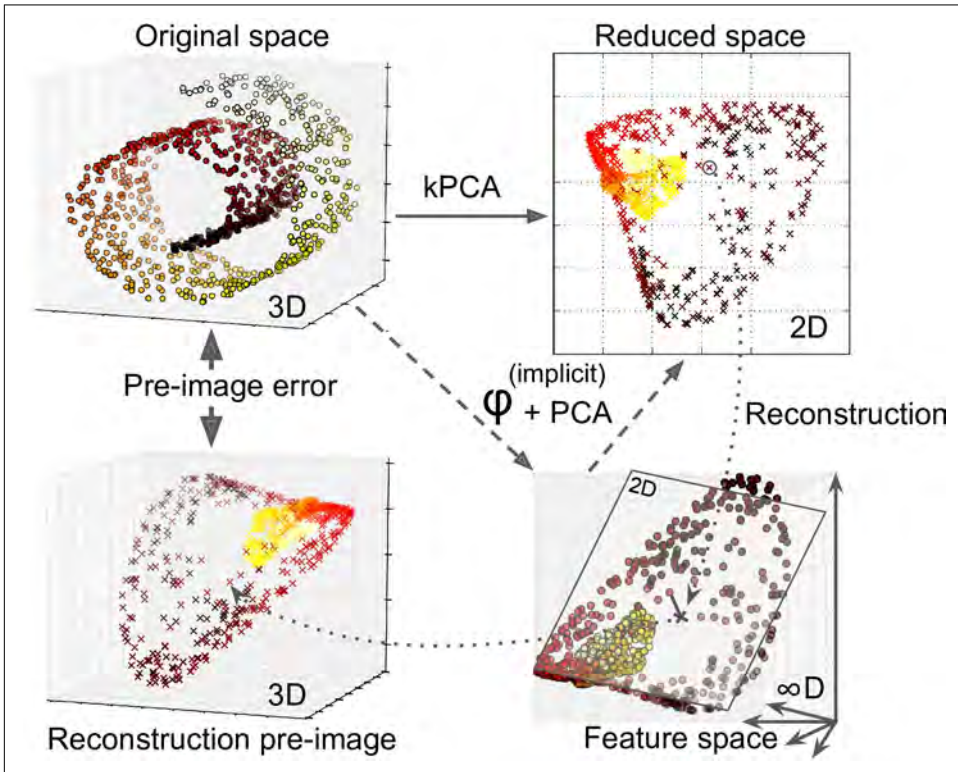 Original space
Reduced space
kPCA
3D
2D
Pre-image error
(implicit)
φ + PCA
Reconstruction
2D
3D
∞D
Reconstruction pre-image
Feature space